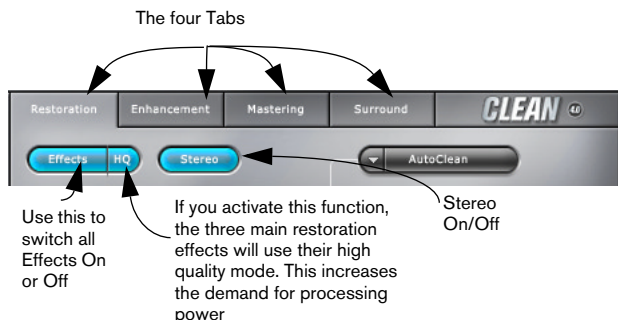 The four Tabs
Restoration Enhancement Mastering Surround CLEAN 4.0
Effects HQ Stereo AutoClean
Use this to
switch all
Effects On
or Off
If you activate this function,
the three main restoration
effects will use their high
quality mode. This increases
the demand for processing
power
Stereo
On/Off